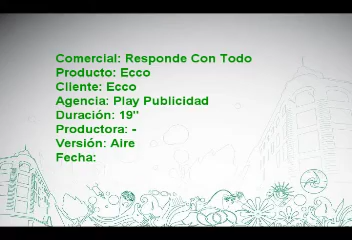 Comercial: Responde Con Todo
Producto: Ecco
Cliente: Ecco
Agencia: Play Publicidad
Duración: 19"
Productora: -
Versión: Aire
Fecha: